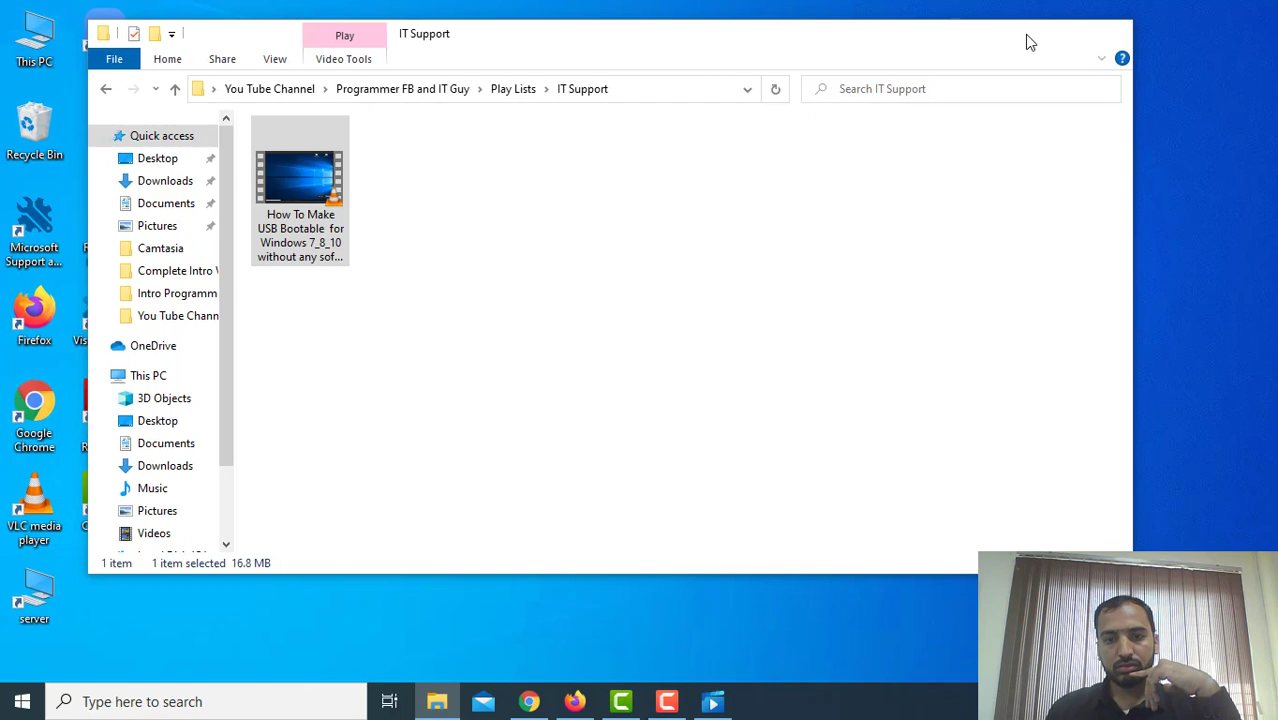 This PC
Play
IT Support
File
Home
Share
View
Video Tools
You Tube Channel
Programmer FB and IT Guy
Play Lists
IT Support
Search IT Support
Recycle Bin
Microsoft
Support a...
Firefox
Google
Chrome
VLC media
player
server
Quick access
Desktop
Downloads
Documents
Pictures
Camtasia
Complete Intro
Intro Programm
You Tube Chann
OneDrive
This PC
3D Objects
Desktop
Documents
Downloads
Music
Pictures
Videos
How To Make
USB Bootable for
Windows 7_8_10
without any sof...
1 item
1 item selected 16.8 MB
Type here to search